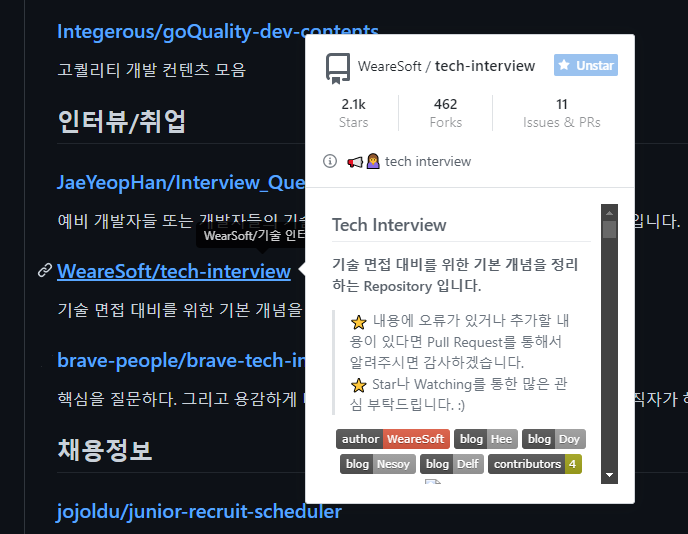 Integerous/goQuality-dev-contents
고퀄리티 개발 컨텐츠 모음
인터뷰/취업
JaeYeopHan/Interview_Que
예비 개발자들 또는 개발자들의 기술
입니다.
WearSoft/기술 인터
WeareSoft/tech-interview
기술 면접 대비를 위한 기본 개념을
brave-people/brave-tech-in
핵심을 질문하다. 그리고 용감하게
직자가 하
채용정보
jojoldu/junior-recruit-scheduler
WeareSoft / tech-interview
Unstar
2.1k 462 11
Stars Forks Issues & PRs
tech interview
Tech Interview
기술 면접 대비를 위한 기본 개념을 정리
하는 Repository 입니다.
⭐ 내용에 오류가 있거나 추가할 내
용이 있다면 Pull Request를 통해서
알려주시면 감사하겠습니다.
⭐ Star나 Watching를 통한 많은 관
심 부탁드립니다. :)
author WeareSoft blog Hee blog Doy
blog Nesoy blog Delf contributors 4